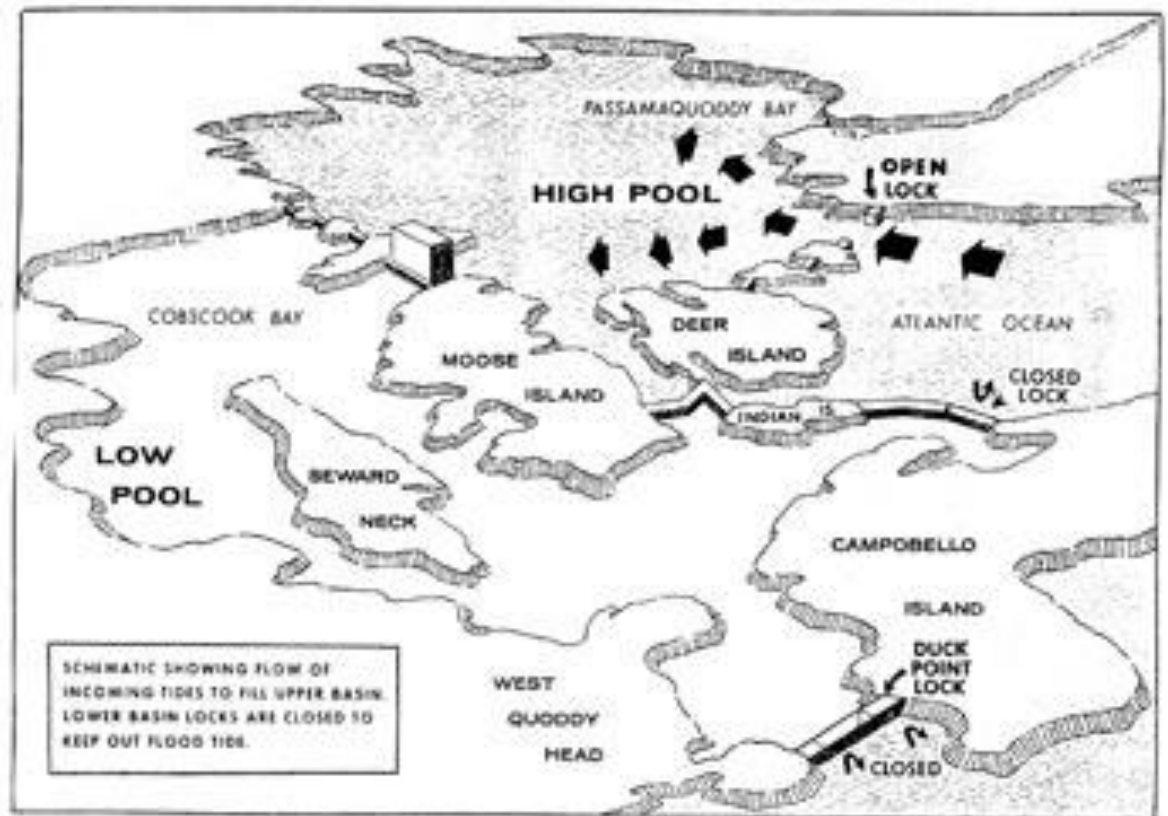 PASSAMAQUODDY BAY
OPEN
LOCK
HIGH POOL
COBSCOOK BAY
DEER
ISLAND
ATLANTIC OCEAN
MOOSE
ISLAND
CLOSED
LOCK
INDIAN IS
LOW
POOL
SEWARD
NECK
CAMPOBELLO
ISLAND
DUCK
POINT
LOCK
WEST
QUODDY
HEAD
CLOSED
SCHEMATIC SHOWING FLOW OF
INCOMING TIDES TO FILL UPPER BASIN.
LOWER BASIN LOCKS ARE CLOSED TO
KEEP OUT FLOOD TIDE.